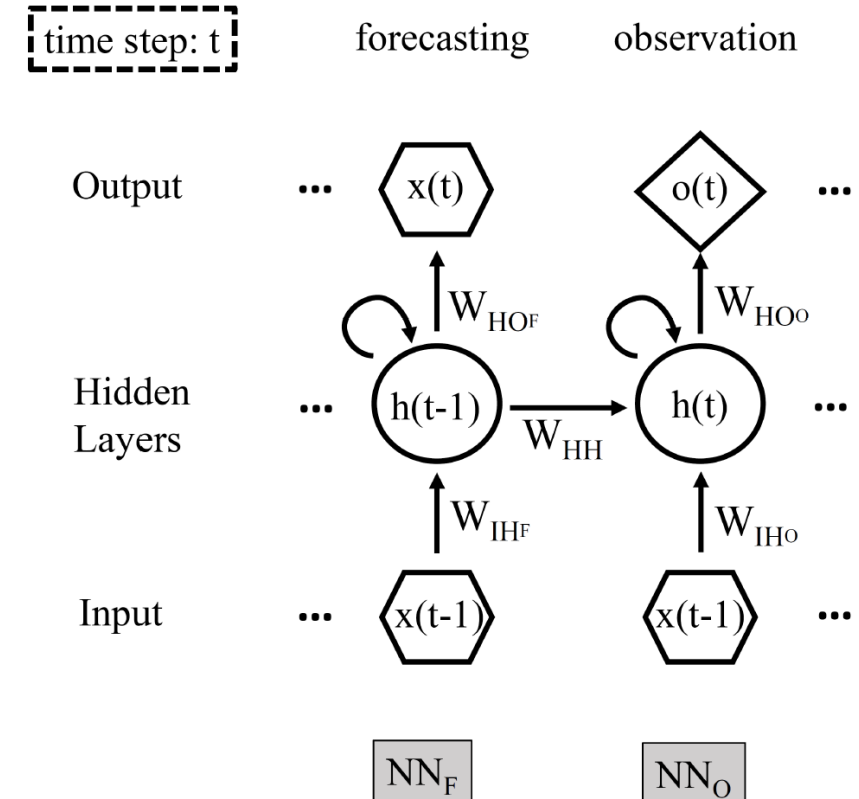 time step: t
forecasting
observation
Output
...
x(t)
o(t)
...
W_HOF
W_HOO
Hidden
Layers
...
h(t-1)
W_HH
h(t)
...
W_IHF
W_IHO
Input
...
x(t-1)
x(t-1)
...
NN_F
NN_O